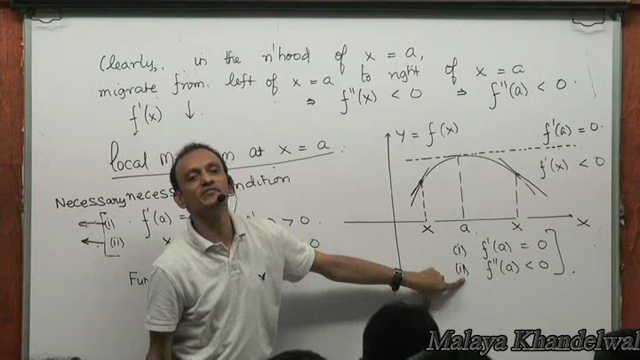 Clearly, in the n'hood of x = a,
migrate from left of x = a to right of x = a
f'(x) ↓ ⇒ f''(x) < 0 ⇒ f''(a) < 0.
local at x = a.
Necessary condition
(i) f'(a) = > 0.
(ii) x 0
y = f(x)
f'(a) = 0.
f'(x) < 0
x a x X
(i) f'(a) = 0
(ii) f''(a) < 0
Malaya Khandelwal